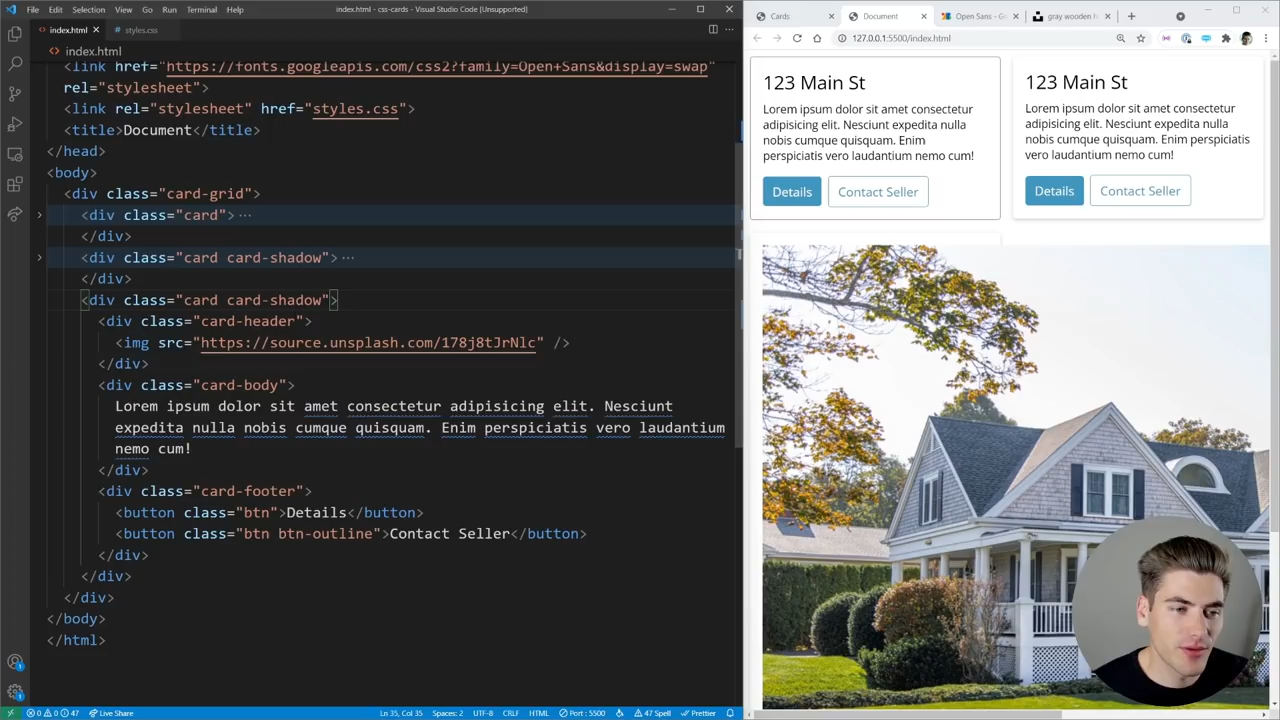 File Edit Selection View Go Run Terminal Help
index.html - css-cards - Visual Studio Code [Unsupported]
index.html
styles.css
index.html
<link href="https://fonts.googleapis.com/css2?family=Open+Sans&display=swap"
rel="stylesheet">
<link rel="stylesheet" href="styles.css">
<title>Document</title>
</head>
<body>
<div class="card-grid">
<div class="card"> ...
</div>
<div class="card card-shadow"> ...
</div>
<div class="card card-shadow">
<div class="card-header">
<img src="https://source.unsplash.com/178j8tJrNlc" />
</div>
<div class="card-body">
Lorem ipsum dolor sit amet consectetur adipisicing elit. Nesciunt
expedita nulla nobis cumque quisquam. Enim perspiciatis vero laudantium
nemo cum!
</div>
<div class="card-footer">
<button class="btn">Details</button>
<button class="btn btn-outline">Contact Seller</button>
</div>
</div>
</div>
</body>
</html>
0 0 47 Live Share
Ln 35, Col 35 Spaces: 2 UTF-8 CRLF HTML Port : 5500 47 Spell Prettier
Cards
Document
Open Sans - Go
gray wooden h
127.0.0.1:5500/index.html
123 Main St
Lorem ipsum dolor sit amet consectetur
adipisicing elit. Nesciunt expedita nulla
nobis cumque quisquam. Enim
perspiciatis vero laudantium nemo cum!
Details Contact Seller
123 Main St
Lorem ipsum dolor sit amet consectetur
adipisicing elit. Nesciunt expedita nulla
nobis cumque quisquam. Enim perspiciatis
vero laudantium nemo cum!
Details Contact Seller